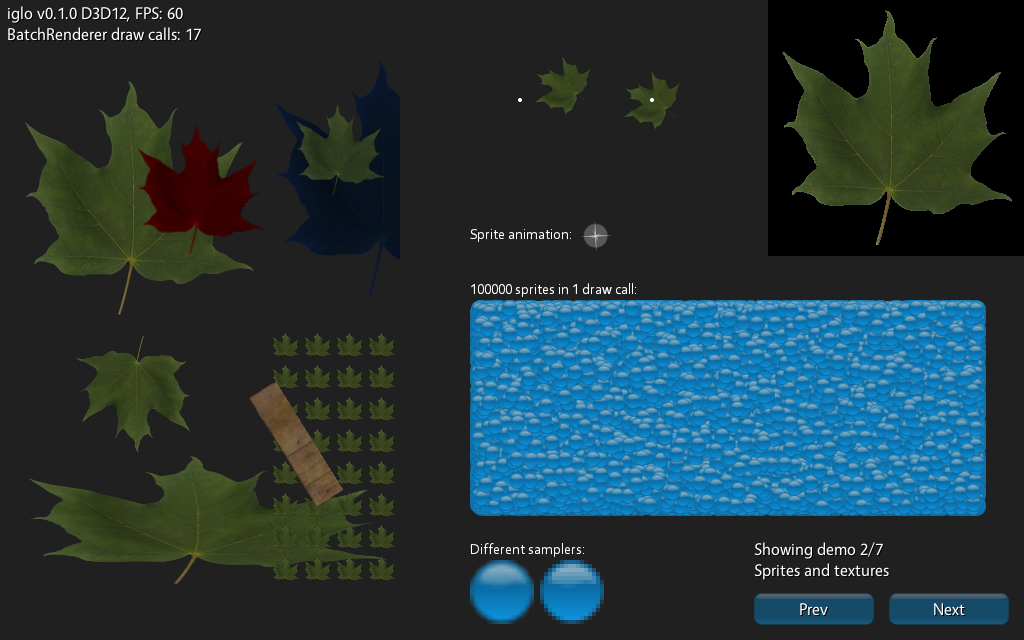 iglo v0.1.0 D3D12, FPS: 60
BatchRenderer draw calls: 17
Sprite animation:
100000 sprites in 1 draw call:
Different samplers:
Showing demo 2/7
Sprites and textures
Prev
Next